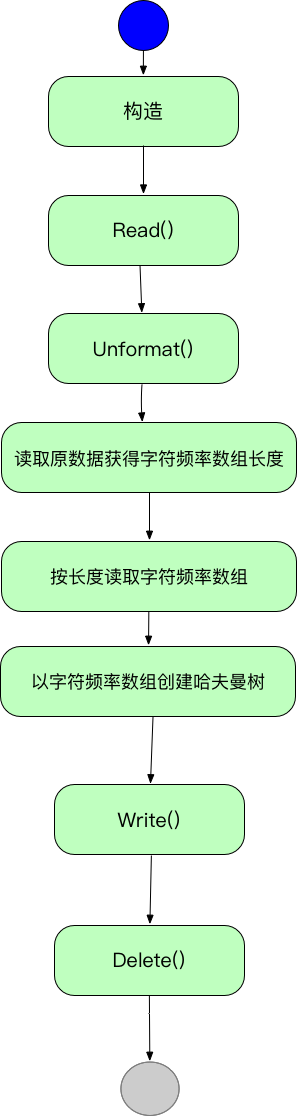 构造
Read()
Unformat()
读取原数据获得字符频率数组长度
按长度读取字符频率数组
以字符频率数组创建哈夫曼树
Write()
Delete()